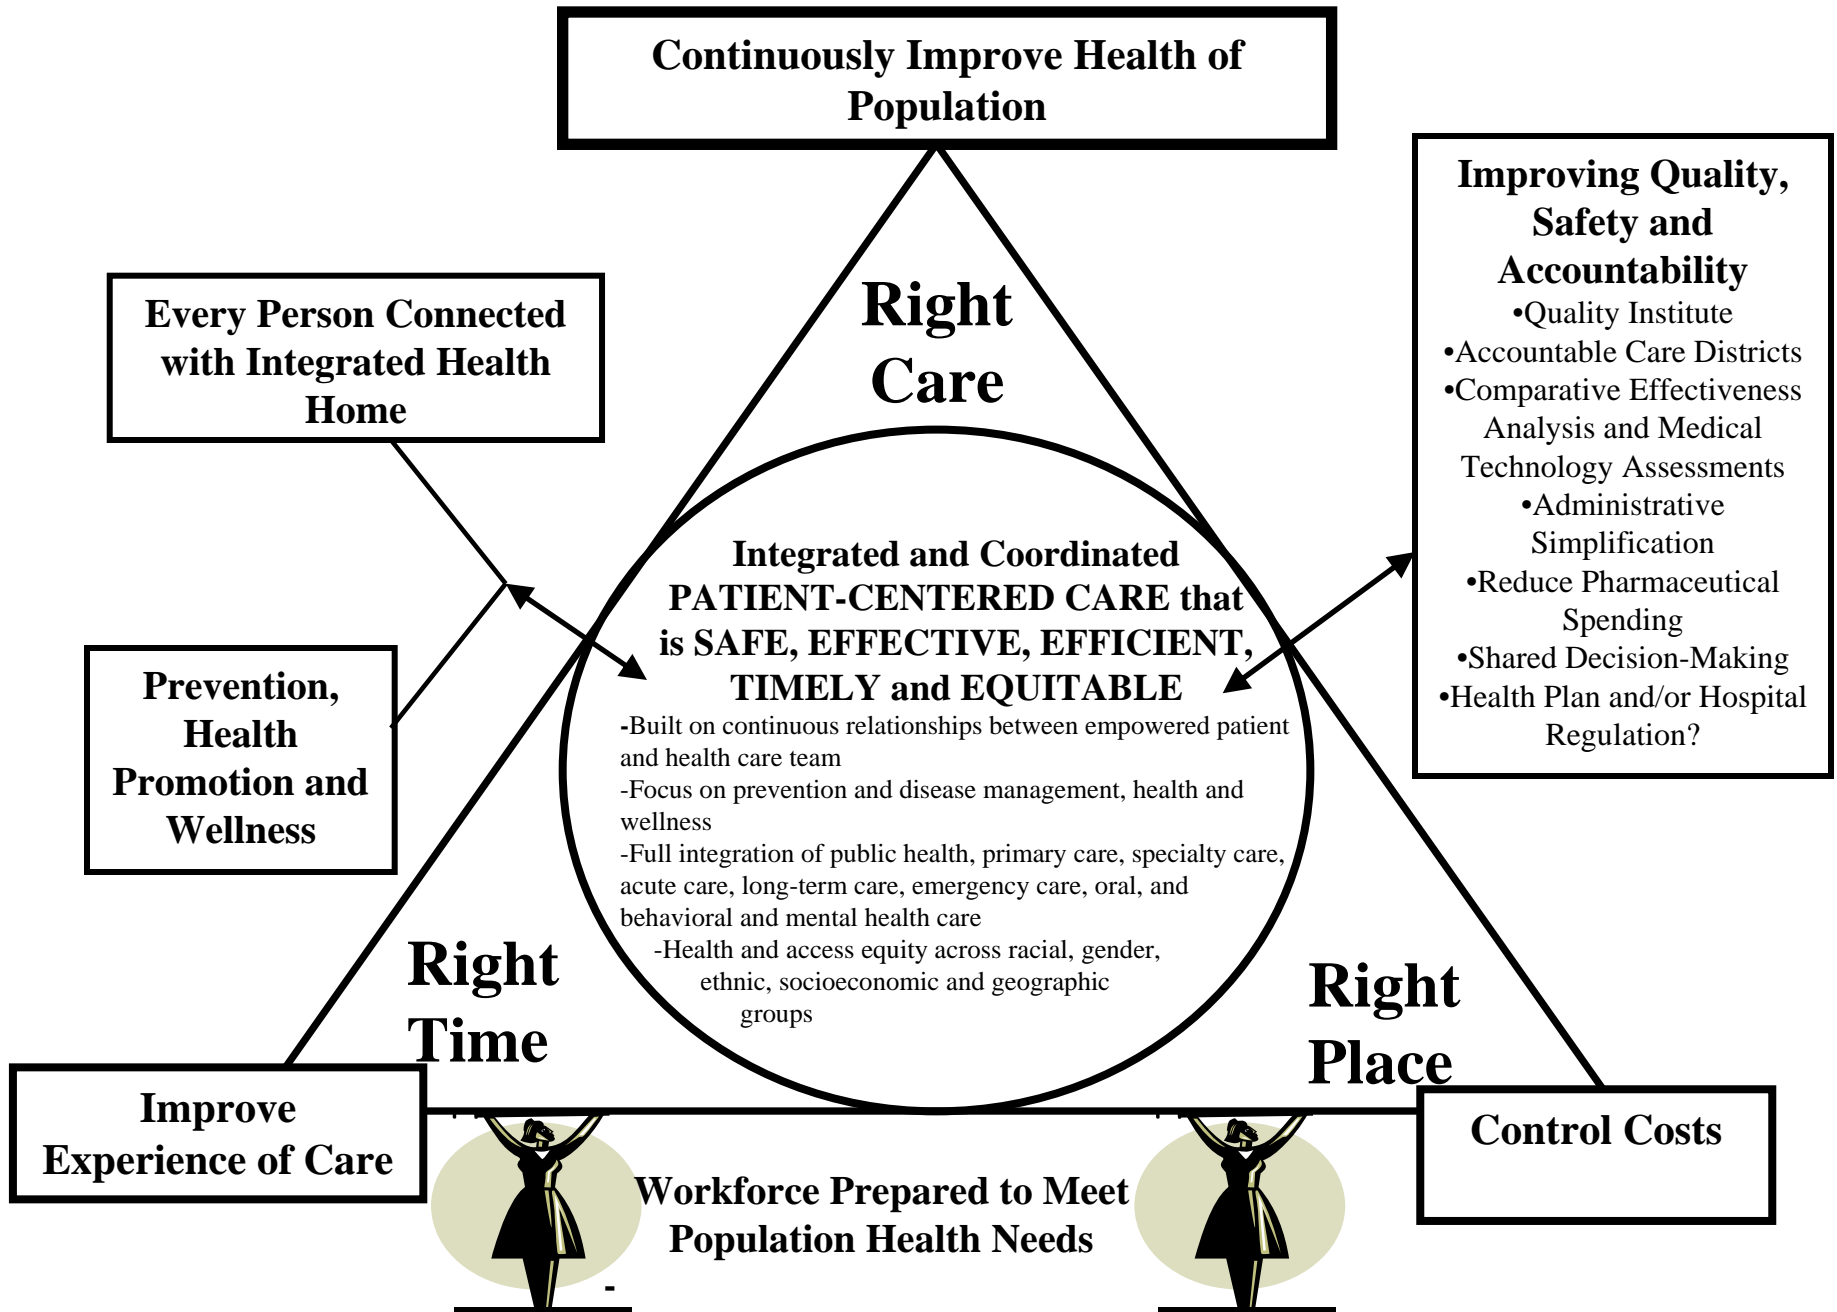 Continuously Improve Health of
Population
Improving Quality,
Safety and
Accountability
•Quality Institute
•Accountable Care Districts
•Comparative Effectiveness
Analysis and Medical
Technology Assessments
•Administrative
Simplification
•Reduce Pharmaceutical
Spending
•Shared Decision-Making
•Health Plan and/or Hospital
Regulation?
Every Person Connected
with Integrated Health
Home
Right
Care
Prevention,
Health
Promotion and
Wellness
Integrated and Coordinated
PATIENT-CENTERED CARE that
is SAFE, EFFECTIVE, EFFICIENT,
TIMELY and EQUITABLE
-Built on continuous relationships between empowered patient
and health care team
-Focus on prevention and disease management, health and
wellness
-Full integration of public health, primary care, specialty care,
acute care, long-term care, emergency care, oral, and
behavioral and mental health care
-Health and access equity across racial, gender,
ethnic, socioeconomic and geographic
groups
Right
Time
Right
Place
Improve
Experience of Care
Control Costs
Workforce Prepared to Meet
Population Health Needs
-